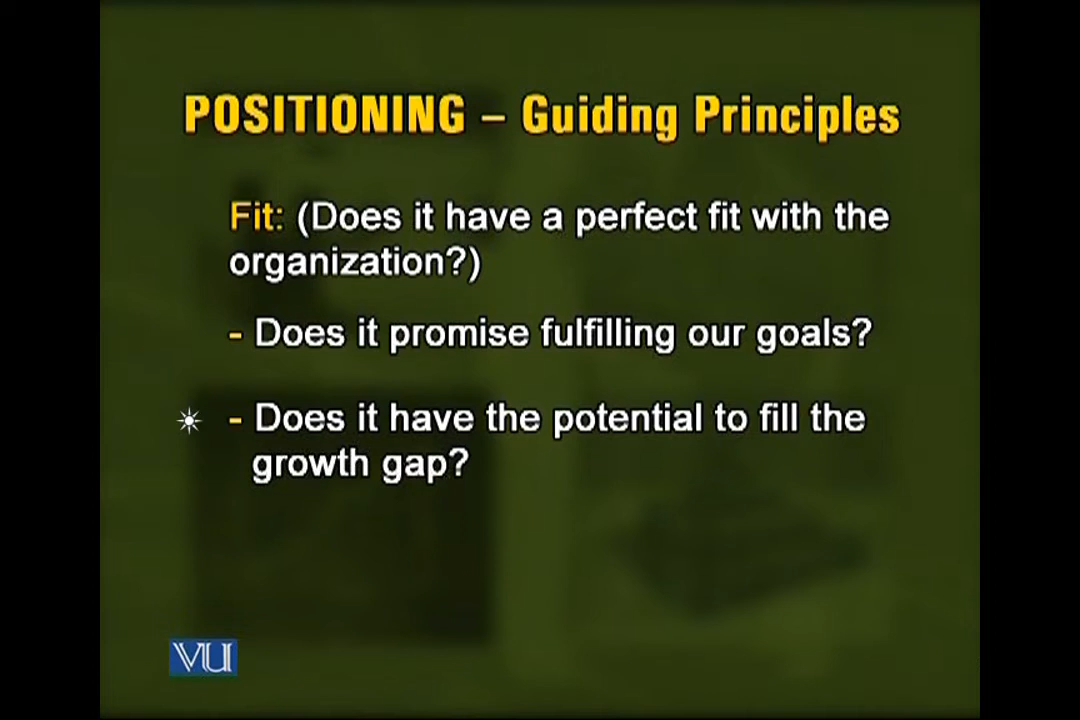 POSITIONING – Guiding Principles
Fit: (Does it have a perfect fit with the
organization?)
- Does it promise fulfilling our goals?
- Does it have the potential to fill the
growth gap?
VU